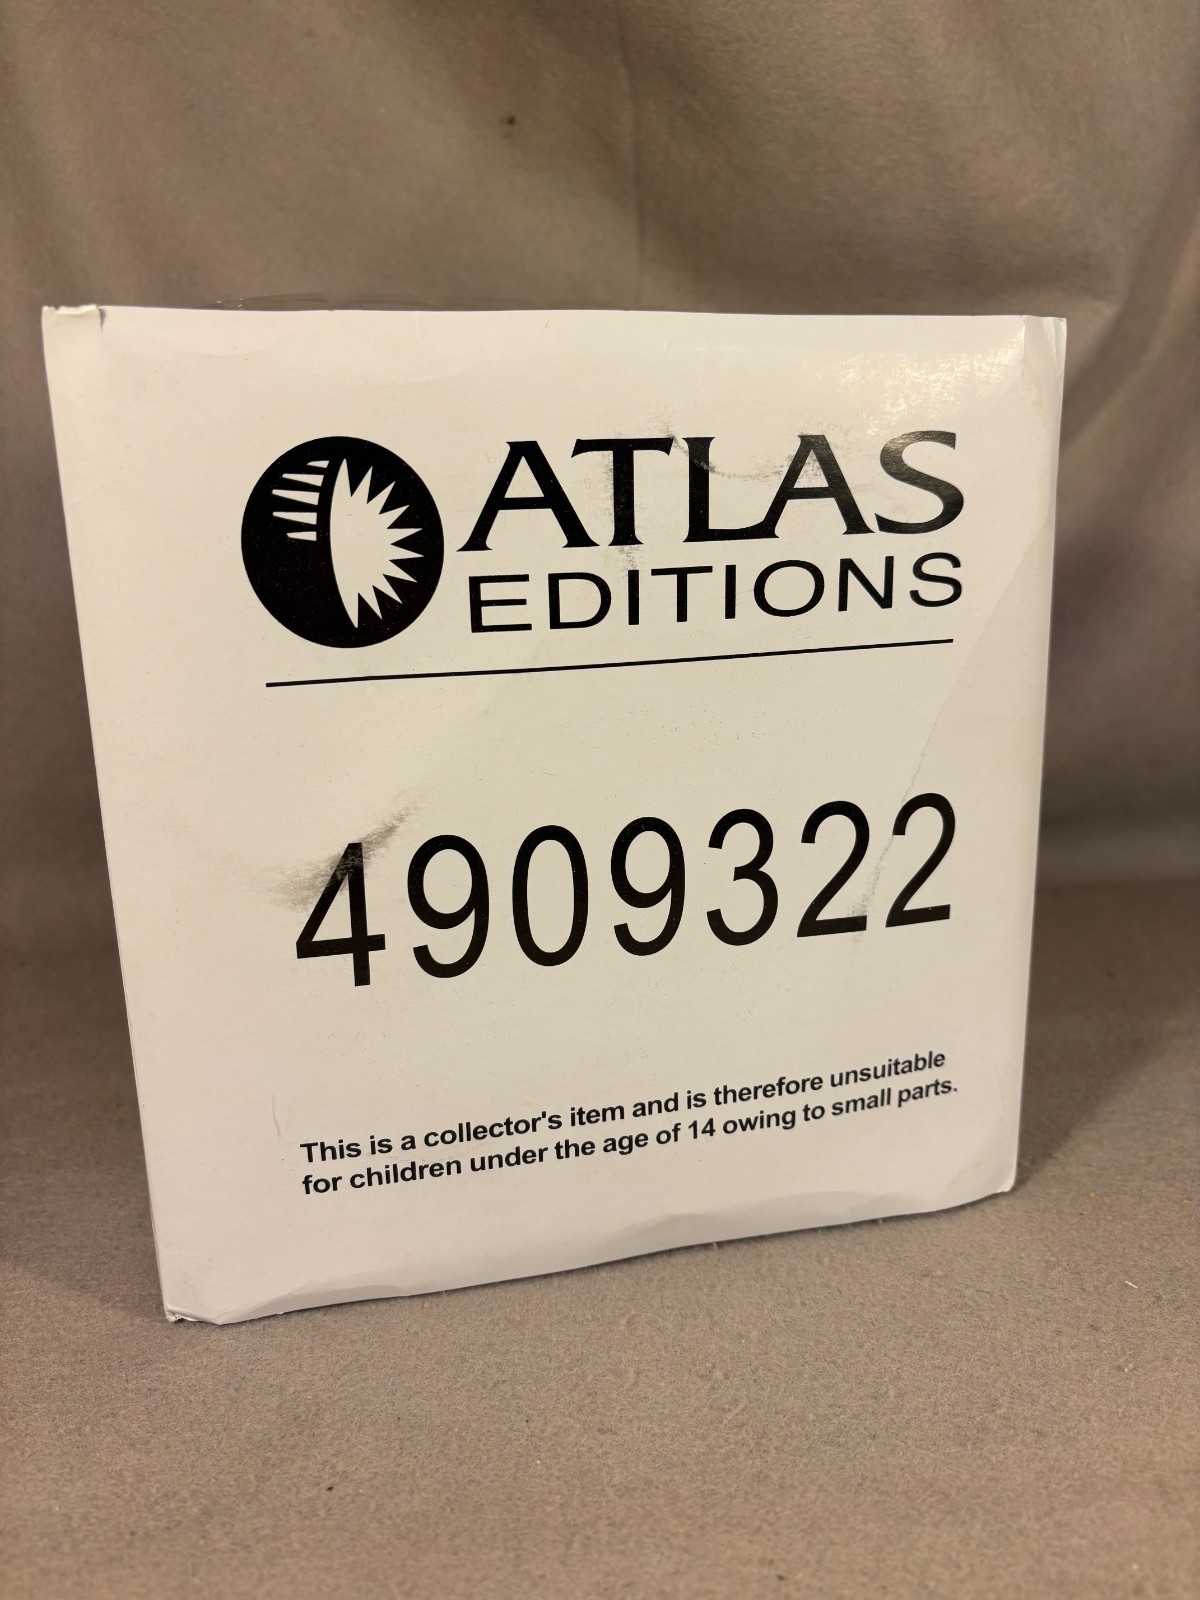 ATLAS
EDITIONS
4909322
This is a collector's item and is therefore unsuitable
for children under the age of 14 owing to small parts.